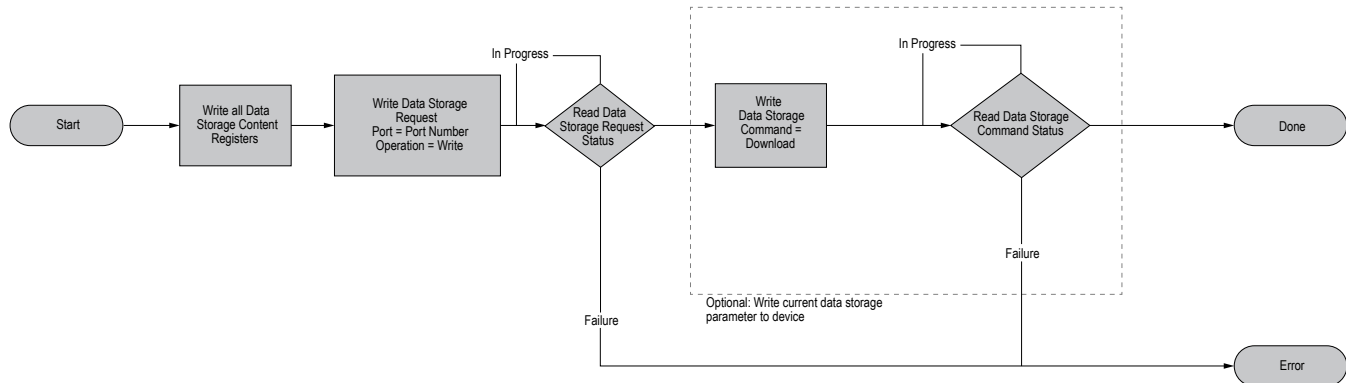 Start
Write all Data
Storage Content
Registers
Write Data Storage
Request
Port = Port Number
Operation = Write
In Progress
Read Data
Storage Request
Status
Failure
Write
Data Storage
Command =
Download
In Progress
Read Data Storage
Command Status
Failure
Optional: Write current data storage
parameter to device
Done
Error